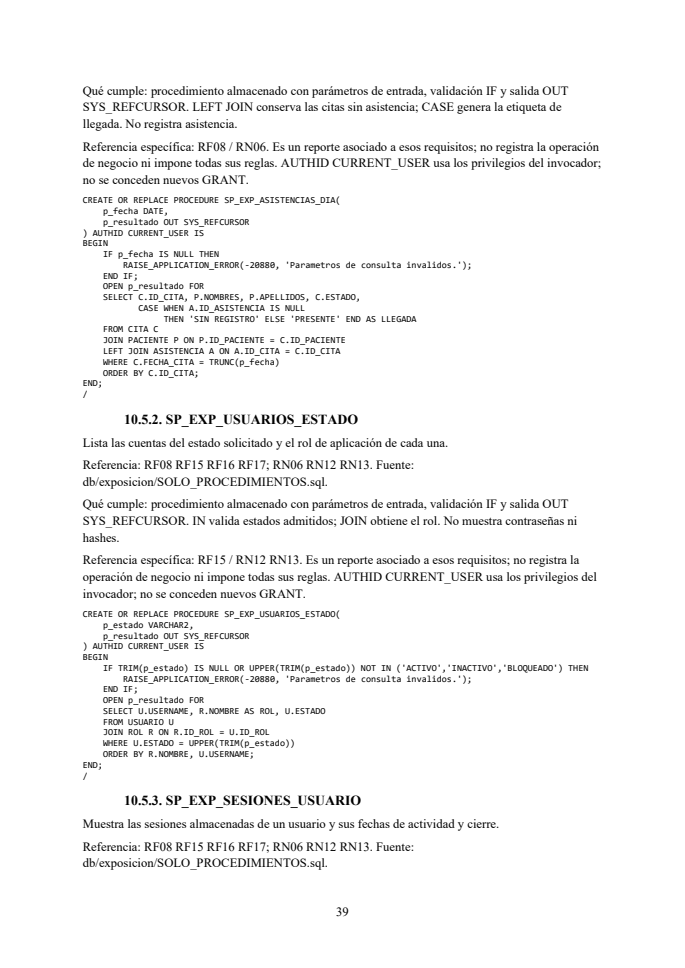 Qué cumple: procedimiento almacenado con parámetros de entrada, validación IF y salida OUT
SYS_REFCURSOR. LEFT JOIN conserva las citas sin asistencia; CASE genera la etiqueta de
llegada. No registra asistencia.
Referencia específica: RF08 / RN06. Es un reporte asociado a esos requisitos; no registra la operación
de negocio ni impone todas sus reglas. AUTHID CURRENT_USER usa los privilegios del invocador;
no se conceden nuevos GRANT.
CREATE OR REPLACE PROCEDURE SP_EXP_ASISTENCIAS_DIA(
    p_fecha DATE,
    p_resultado OUT SYS_REFCURSOR
) AUTHID CURRENT_USER IS
BEGIN
    IF p_fecha IS NULL THEN
        RAISE_APPLICATION_ERROR(-20880, 'Parametros de consulta invalidos.');
    END IF;
    OPEN p_resultado FOR
    SELECT C.ID_CITA, P.NOMBRES, P.APELLIDOS, C.ESTADO,
           CASE WHEN A.ID_ASISTENCIA IS NULL
                THEN 'SIN REGISTRO' ELSE 'PRESENTE' END AS LLEGADA
    FROM CITA C
    JOIN PACIENTE P ON P.ID_PACIENTE = C.ID_PACIENTE
    LEFT JOIN ASISTENCIA A ON A.ID_CITA = C.ID_CITA
    WHERE C.FECHA_CITA = TRUNC(p_fecha)
    ORDER BY C.ID_CITA;
END;
/
10.5.2. SP_EXP_USUARIOS_ESTADO
Lista las cuentas del estado solicitado y el rol de aplicación de cada una.
Referencia: RF08 RF15 RF16 RF17; RN06 RN12 RN13. Fuente:
db/exposicion/SOLO_PROCEDIMIENTOS.sql.
Qué cumple: procedimiento almacenado con parámetros de entrada, validación IF y salida OUT
SYS_REFCURSOR. IN valida estados admitidos; JOIN obtiene el rol. No muestra contraseñas ni
hashes.
Referencia específica: RF15 / RN12 RN13. Es un reporte asociado a esos requisitos; no registra la
operación de negocio ni impone todas sus reglas. AUTHID CURRENT_USER usa los privilegios del
invocador; no se conceden nuevos GRANT.
CREATE OR REPLACE PROCEDURE SP_EXP_USUARIOS_ESTADO(
    p_estado VARCHAR2,
    p_resultado OUT SYS_REFCURSOR
) AUTHID CURRENT_USER IS
BEGIN
    IF TRIM(p_estado) IS NULL OR UPPER(TRIM(p_estado)) NOT IN ('ACTIVO','INACTIVO','BLOQUEADO') THEN
        RAISE_APPLICATION_ERROR(-20880, 'Parametros de consulta invalidos.');
    END IF;
    OPEN p_resultado FOR
    SELECT U.USERNAME, R.NOMBRE AS ROL, U.ESTADO
    FROM USUARIO U
    JOIN ROL R ON R.ID_ROL = U.ID_ROL
    WHERE U.ESTADO = UPPER(TRIM(p_estado))
    ORDER BY R.NOMBRE, U.USERNAME;
END;
/
10.5.3. SP_EXP_SESIONES_USUARIO
Muestra las sesiones almacenadas de un usuario y sus fechas de actividad y cierre.
Referencia: RF08 RF15 RF16 RF17; RN06 RN12 RN13. Fuente:
db/exposicion/SOLO_PROCEDIMIENTOS.sql.
39